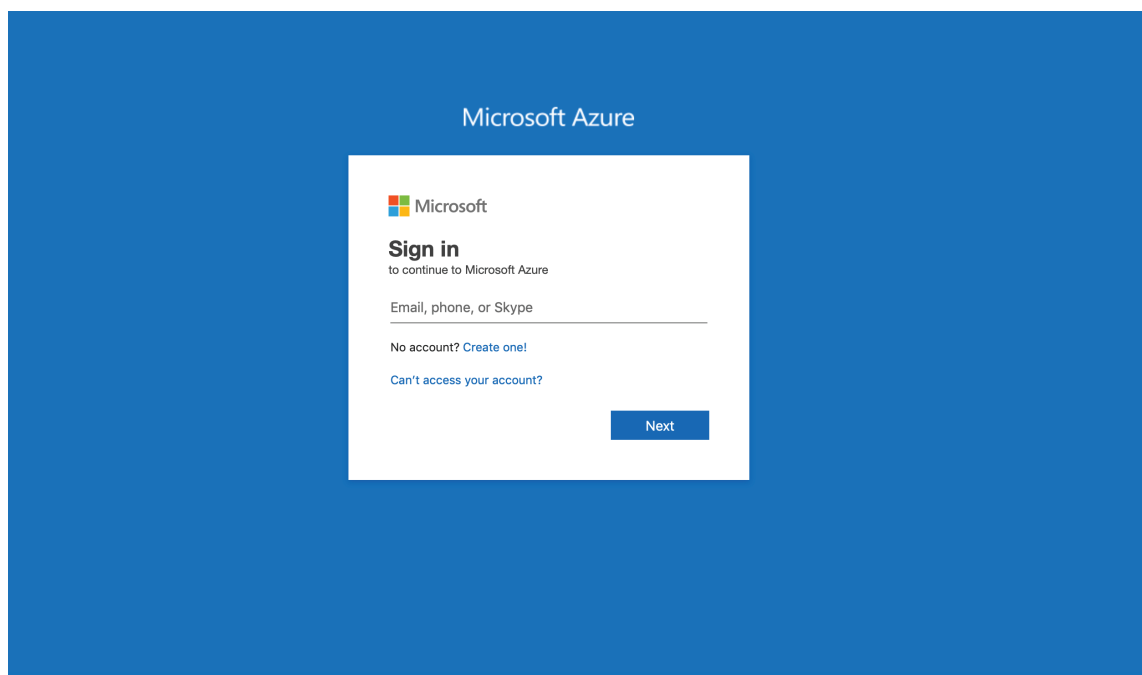 Microsoft Azure
Microsoft
Sign in
to continue to Microsoft Azure
Email, phone, or Skype
No account? Create one!
Can't access your account?
Next